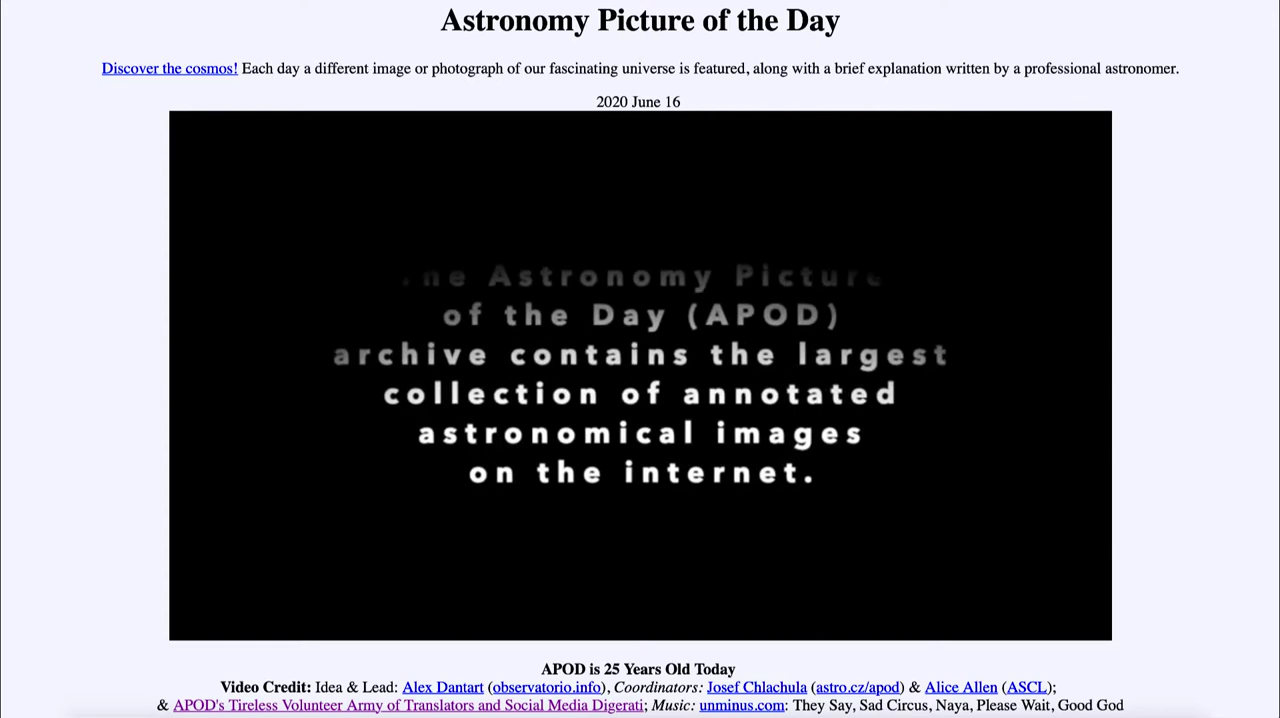 Astronomy Picture of the Day
Discover the cosmos! Each day a different image or photograph of our fascinating universe is featured, along with a brief explanation written by a professional astronomer.
2020 June 16
Astronomy Picture
of the Day (APOD)
archive contains the largest
collection of annotated
astronomical images
on the internet.
APOD is 25 Years Old Today
Video Credit: Idea & Lead: Alex Dantart (observatorio.info), Coordinators: Josef Chlachula (astro.cz/apod) & Alice Allen (ASCL);
& APOD's Tireless Volunteer Army of Translators and Social Media Digerati; Music: unminus.com: They Say, Sad Circus, Naya, Please Wait, Good God